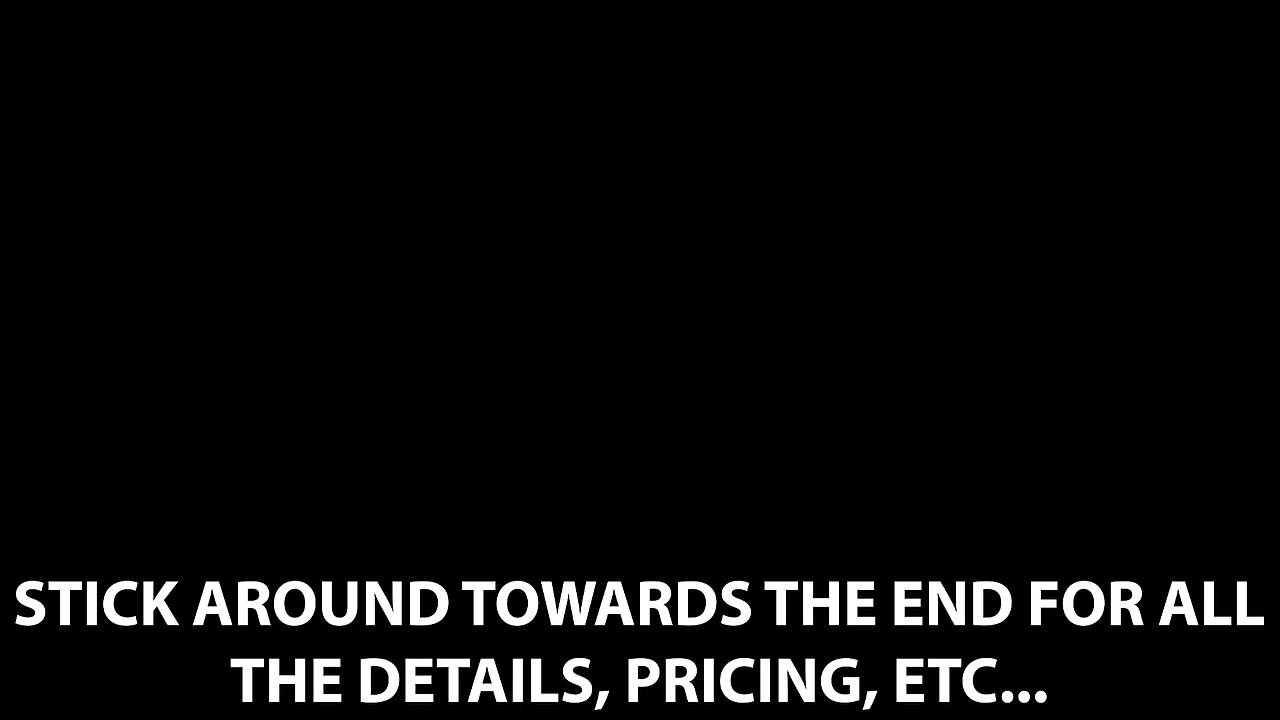 STICK AROUND TOWARDS THE END FOR ALL
THE DETAILS, PRICING, ETC...